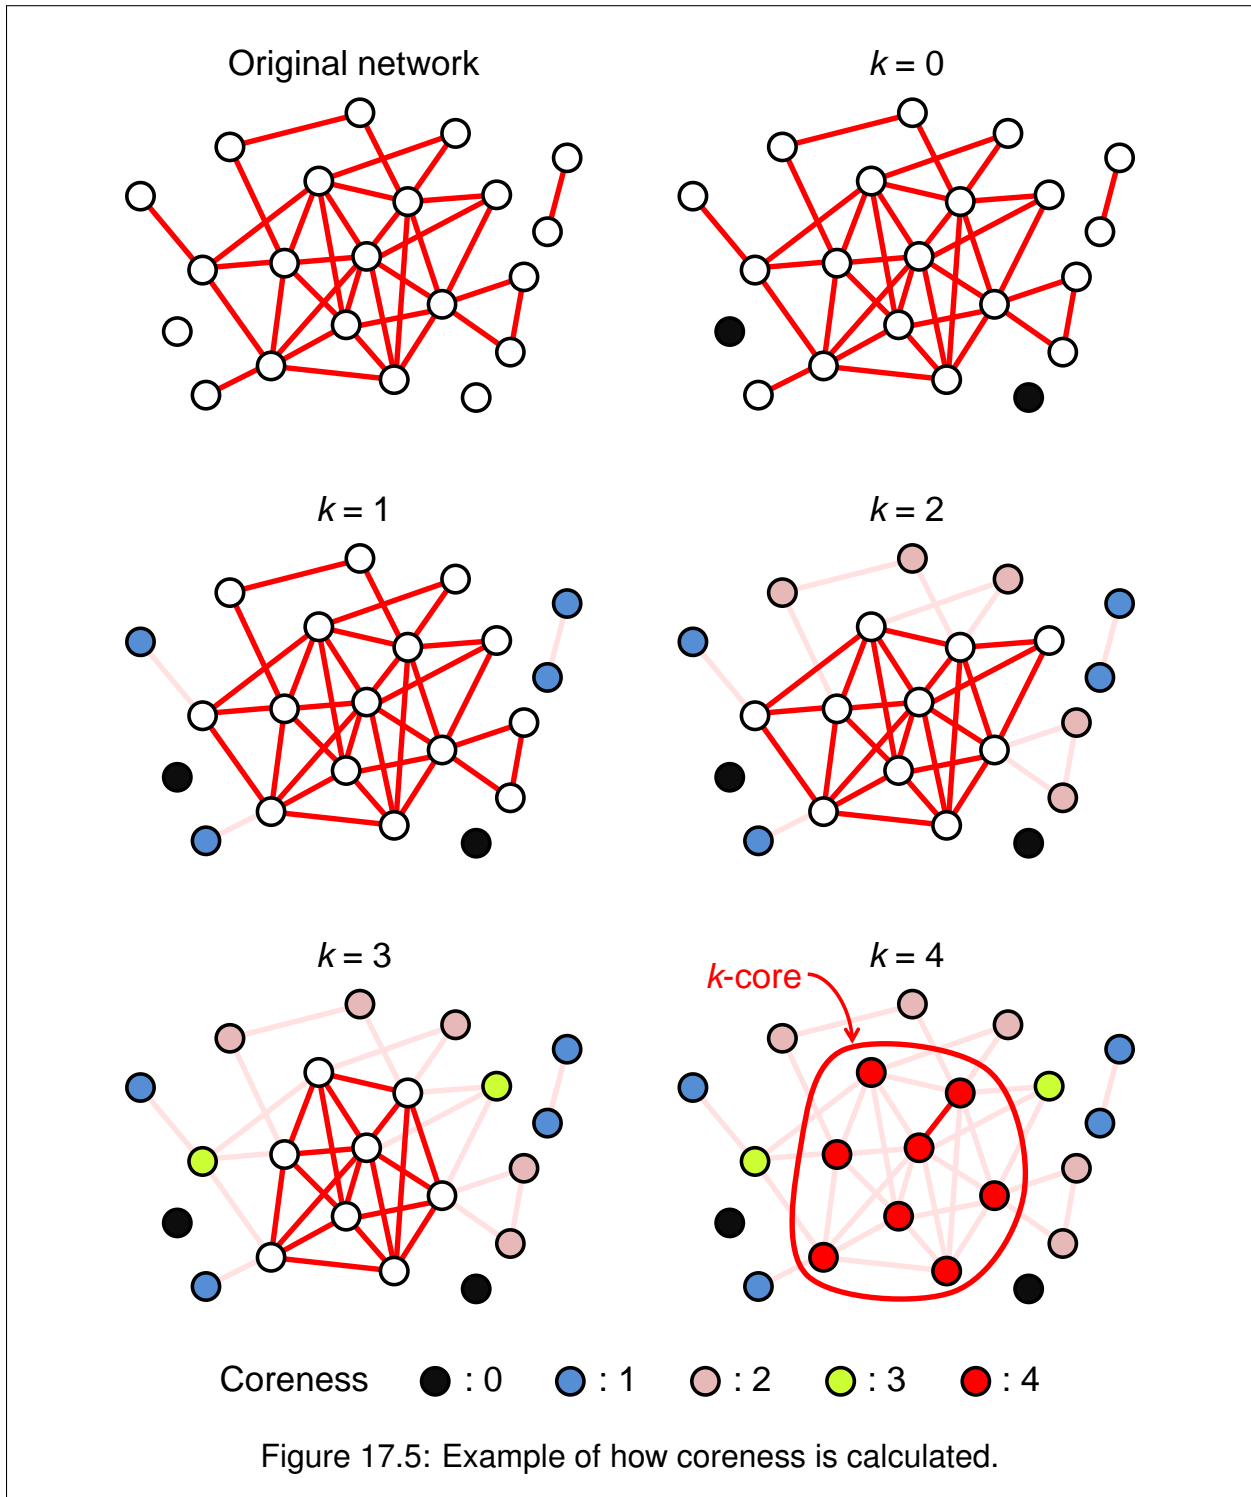 Original network
k = 0
k = 1
k = 2
k = 3
k = 4
k-core
Coreness : 0 : 1 : 2 : 3 : 4
Figure 17.5: Example of how coreness is calculated.